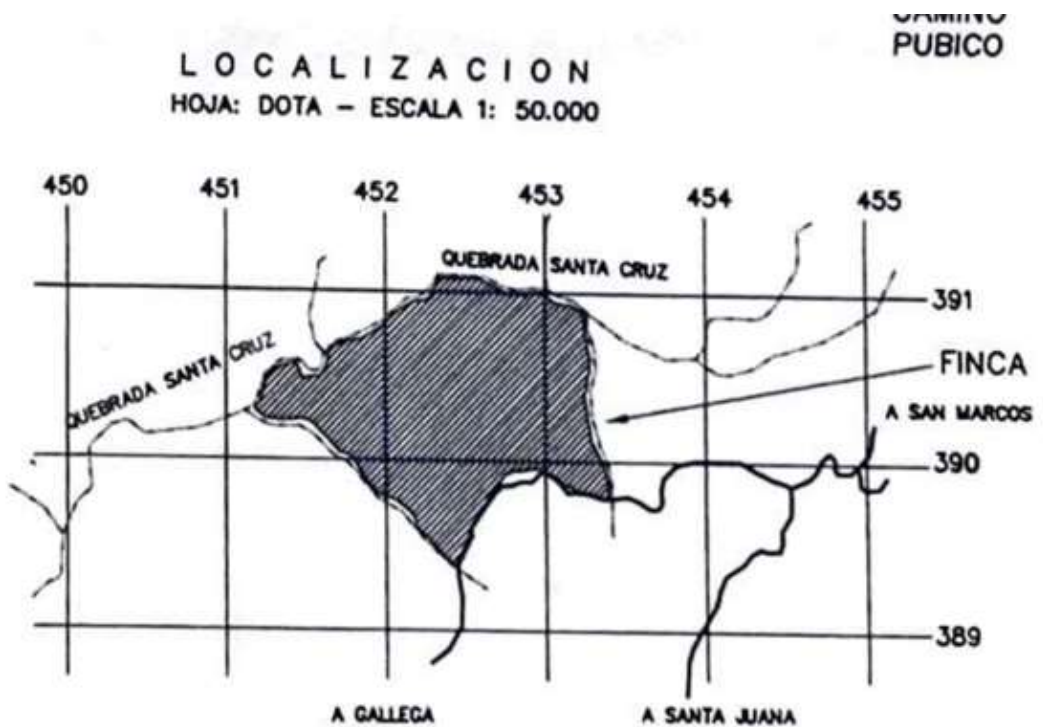 CAMINO
PUBICO
L O C A L I Z A C I O N
HOJA: DOTA - ESCALA 1: 50.000
450 451 452 453 454 455
QUEBRADA SANTA CRUZ
391
QUEBRADA SANTA CRUZ
FINCA
A SAN MARCOS
390
389
A GALLEGA
A SANTA JUANA